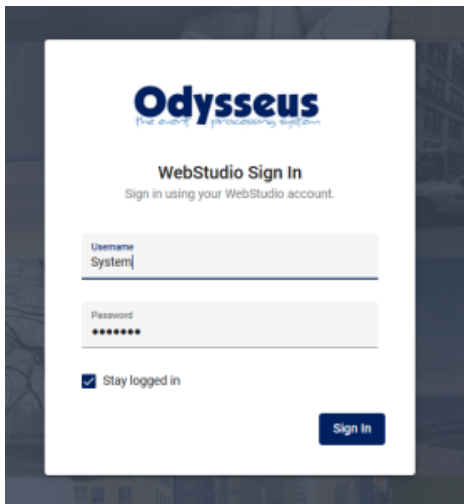 Odysseus
the event processing system
WebStudio Sign In
Sign in using your WebStudio account.
Username
System
Password
•••••••
Stay logged in
Sign In